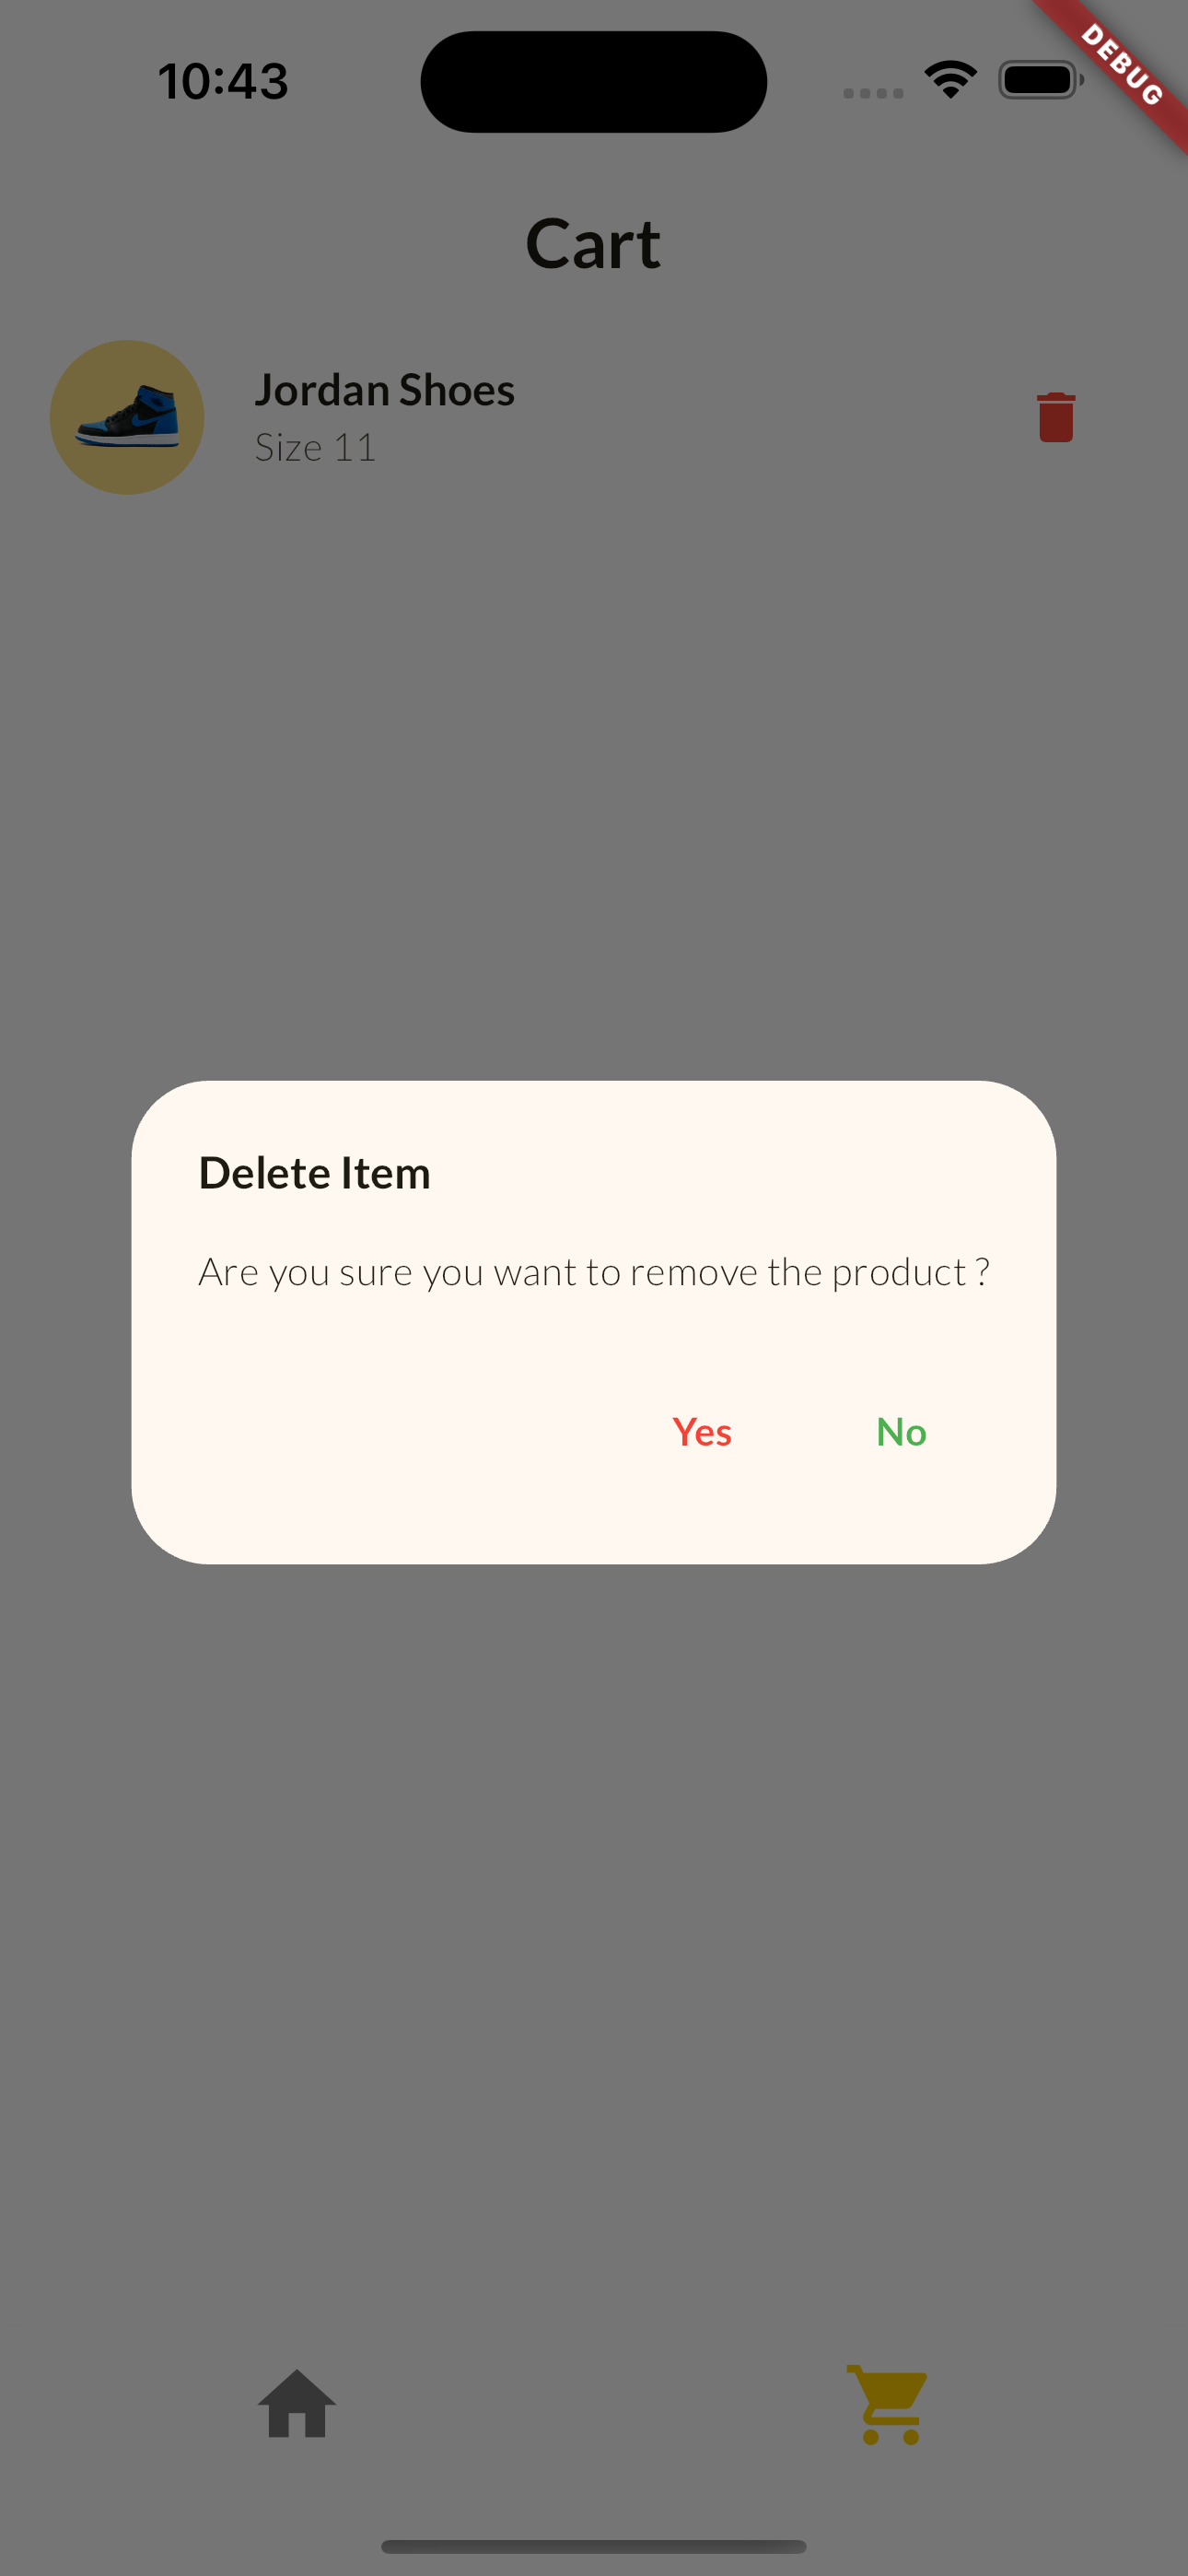 10:43
DEBUG
Cart
Jordan Shoes
Size 11
Delete Item
Are you sure you want to remove the product ?
Yes
No